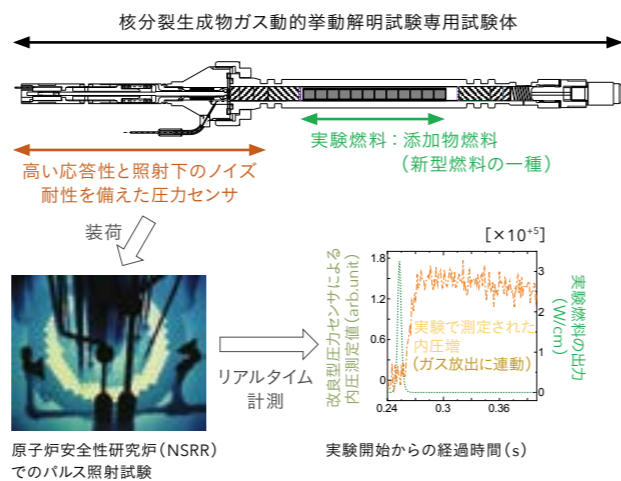 核分裂生成物ガス動的挙動解明試験専用試験体
実験燃料：添加物燃料
（新型燃料の一種）
高い応答性と照射下のノイズ
耐性を備えた圧力センサ
装荷
リアルタイム
計測
原子炉安全性研究炉（NSRR）
でのパルス照射試験
[×10⁺⁵]
改良型圧力センサによる
内圧測定値（arb.unit）
1.8
1.2
0.6
0
実験で測定された
内圧増
（ガス放出に連動）
3
2
1
0
実験燃料の出力
（W/cm）
0.24
0.3
0.36
実験開始からの経過時間（s）